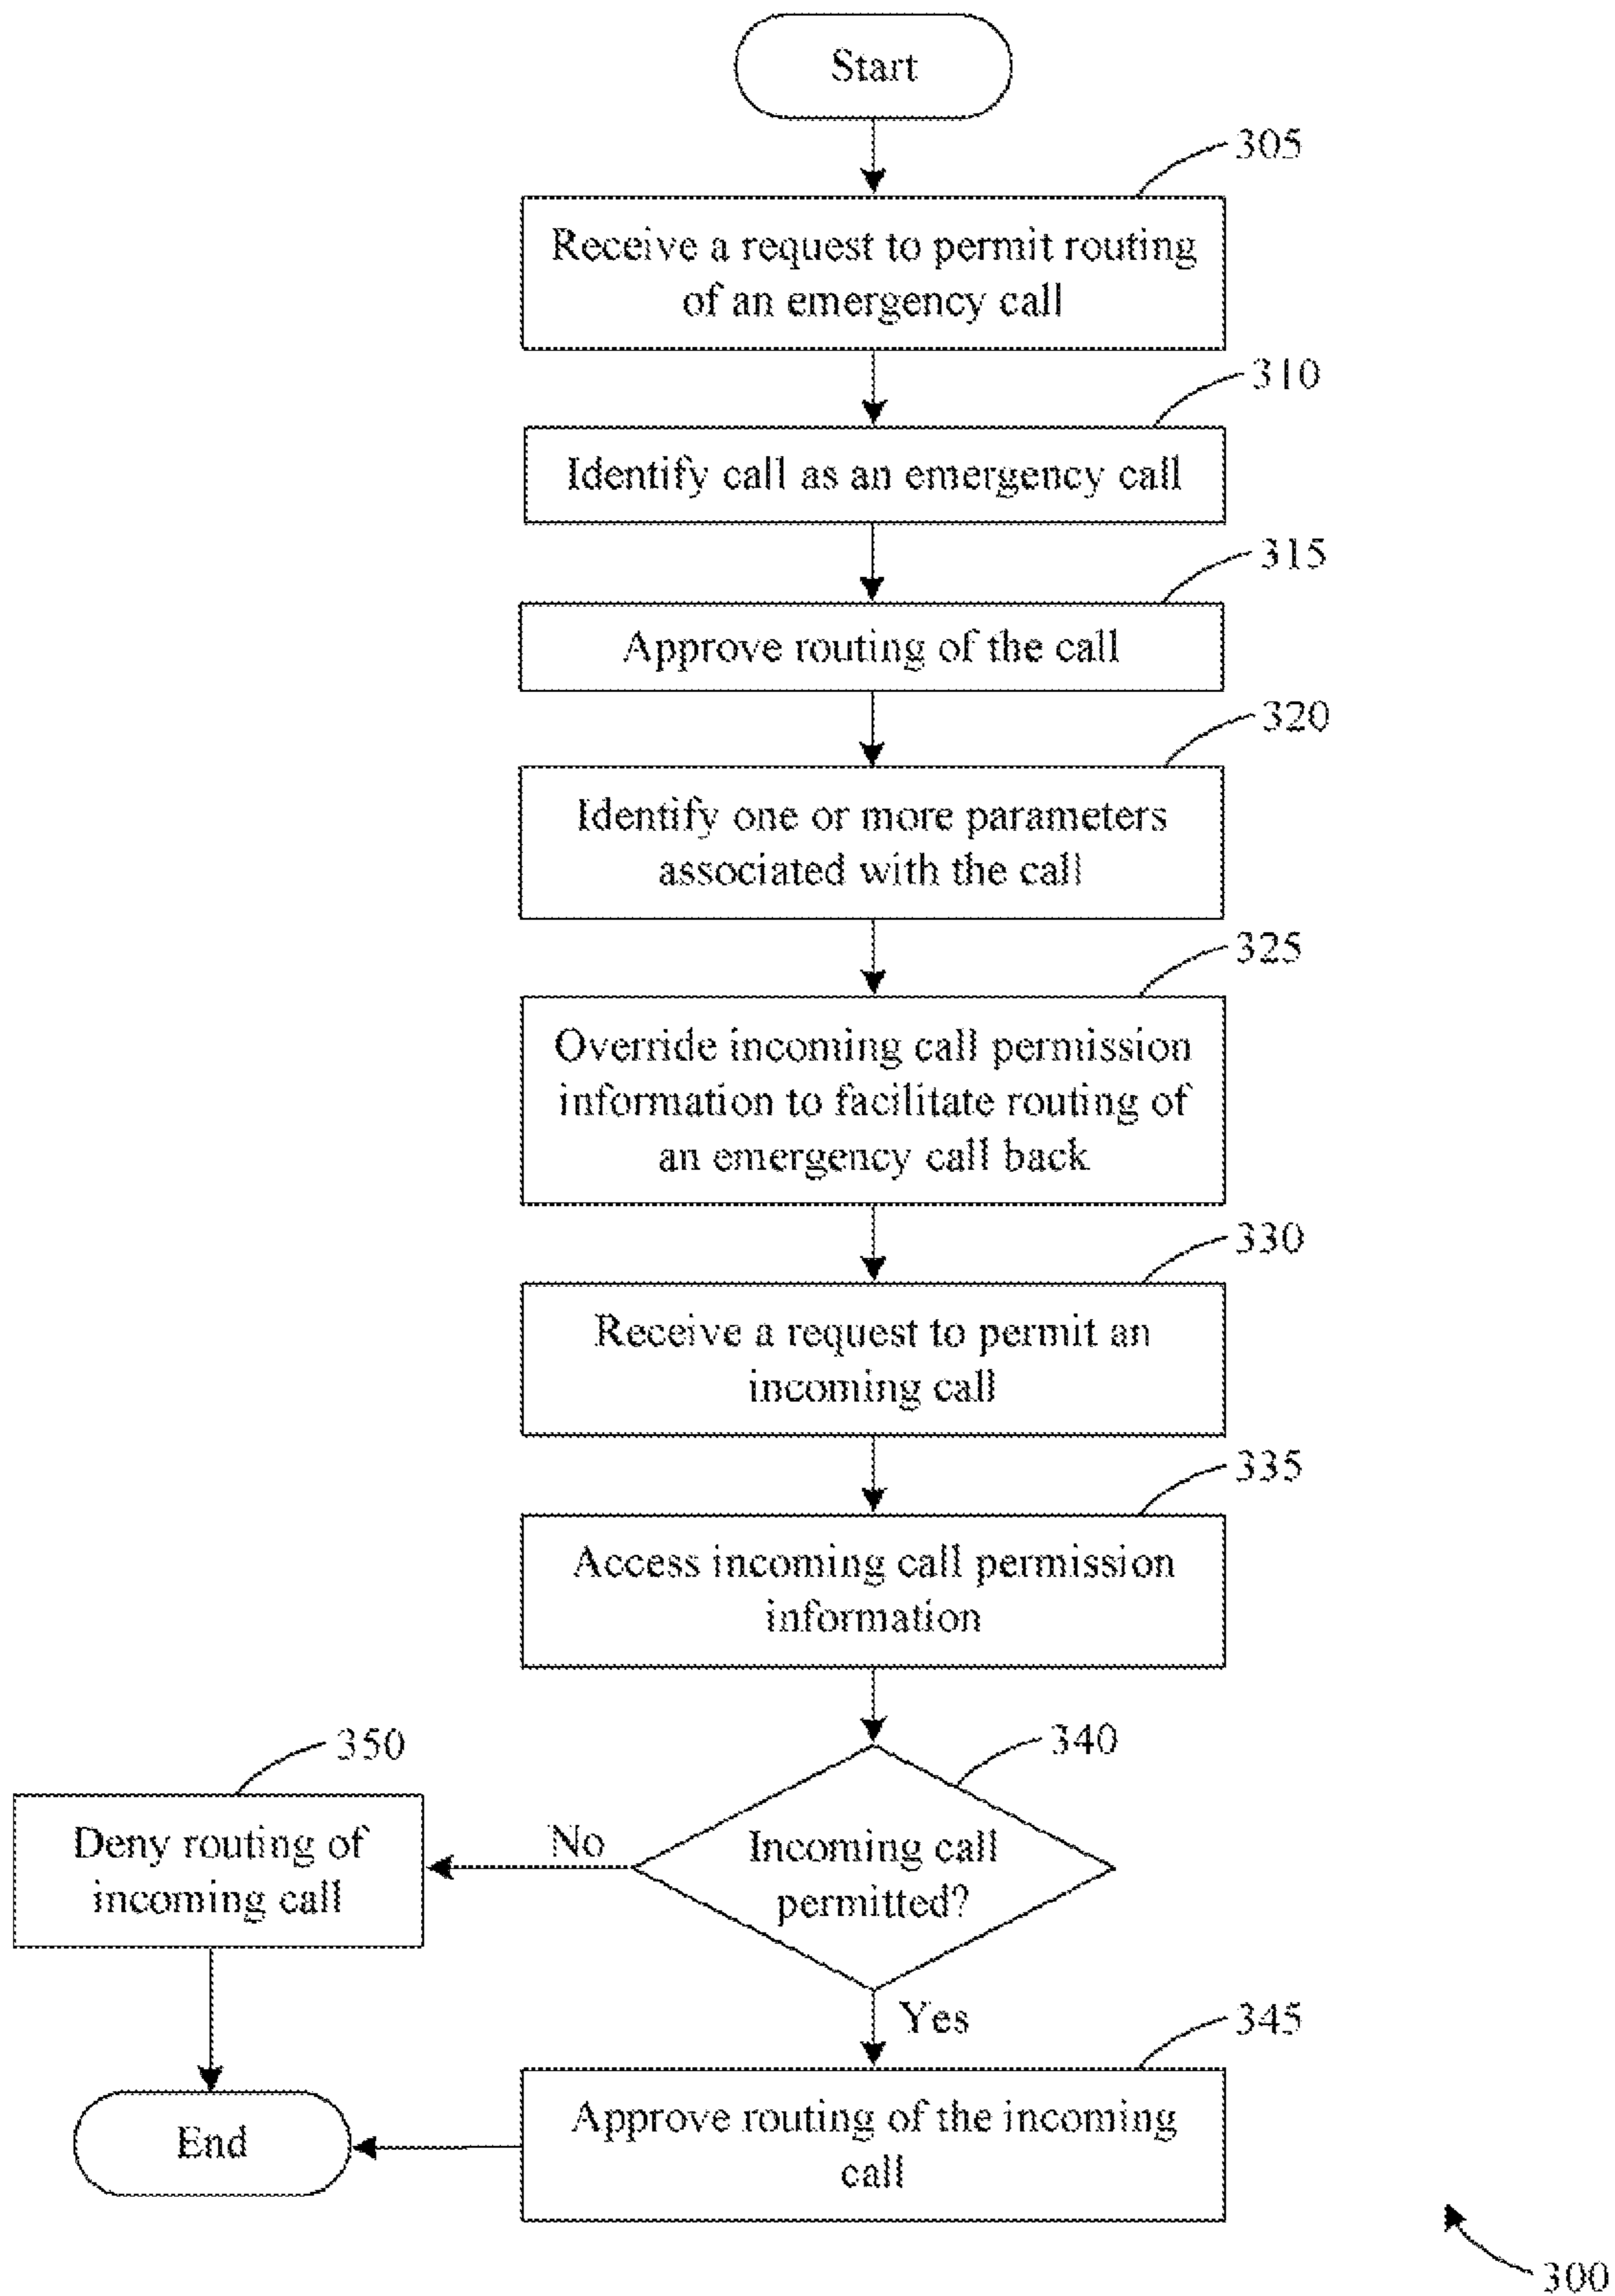 Start
305
Receive a request to permit routing
of an emergency call
310
Identify call as an emergency call
315
Approve routing of the call
320
Identify one or more parameters
associated with the call
325
Override incoming call permission
information to facilitate routing of
an emergency call back
330
Receive a request to permit an
incoming call
335
Access incoming call permission
information
340
Incoming call
permitted?
No
350
Deny routing of
incoming call
Yes
345
Approve routing of the incoming
call
End
300